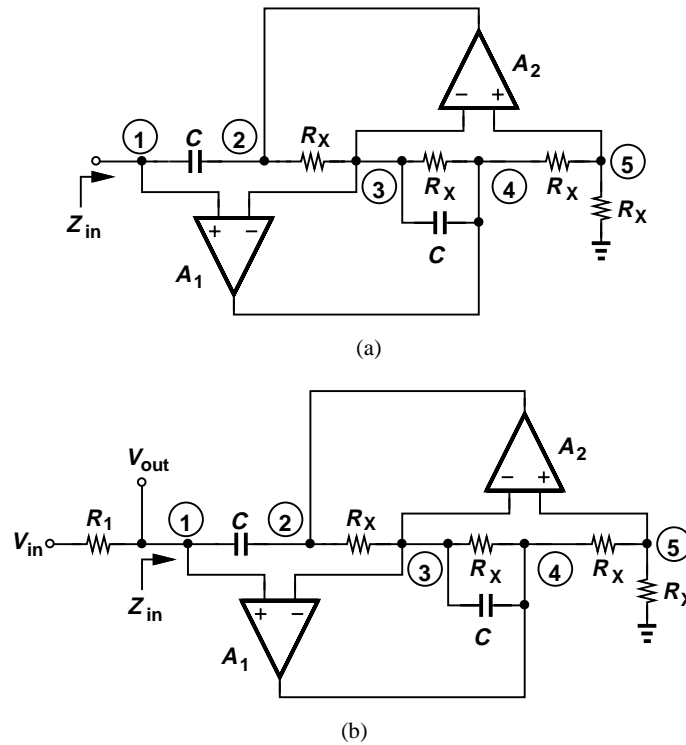 A2
− +
1 C 2 RX
3 RX 4 RX 5
Zin
+ −
C
RX
A1
(a)
A2
− +
Vout
Vin R1 1 C 2 RX
3 RX 4 RX 5
Zin
+ −
C
A1
(b)